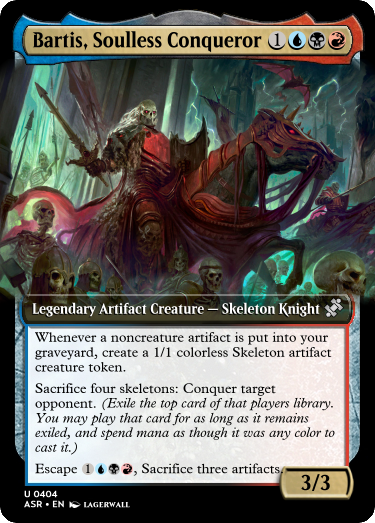 Bartis, Soulless Conqueror 1
Legendary Artifact Creature — Skeleton Knight
Whenever a noncreature artifact is put into your
graveyard, create a 1/1 colorless Skeleton artifact
creature token.
Sacrifice four skeletons: Conquer target
opponent. (Exile the top card of that players library.
You may play that card for as long as it remains
exiled, and spend mana as though it was any color to
cast it.)
Escape 1, Sacrifice three artifacts
3/3
U 0404
ASR • EN LAGERWALL